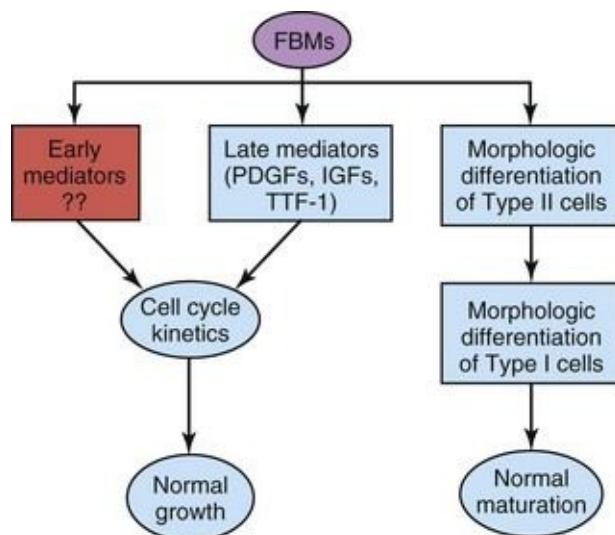 FBMs
Early
mediators
??
Late mediators
(PDGFs, IGFs,
TTF-1)
Morphologic
differentiation
of Type II cells
Cell cycle
kinetics
Morphologic
differentiation
of Type I cells
Normal
growth
Normal
maturation